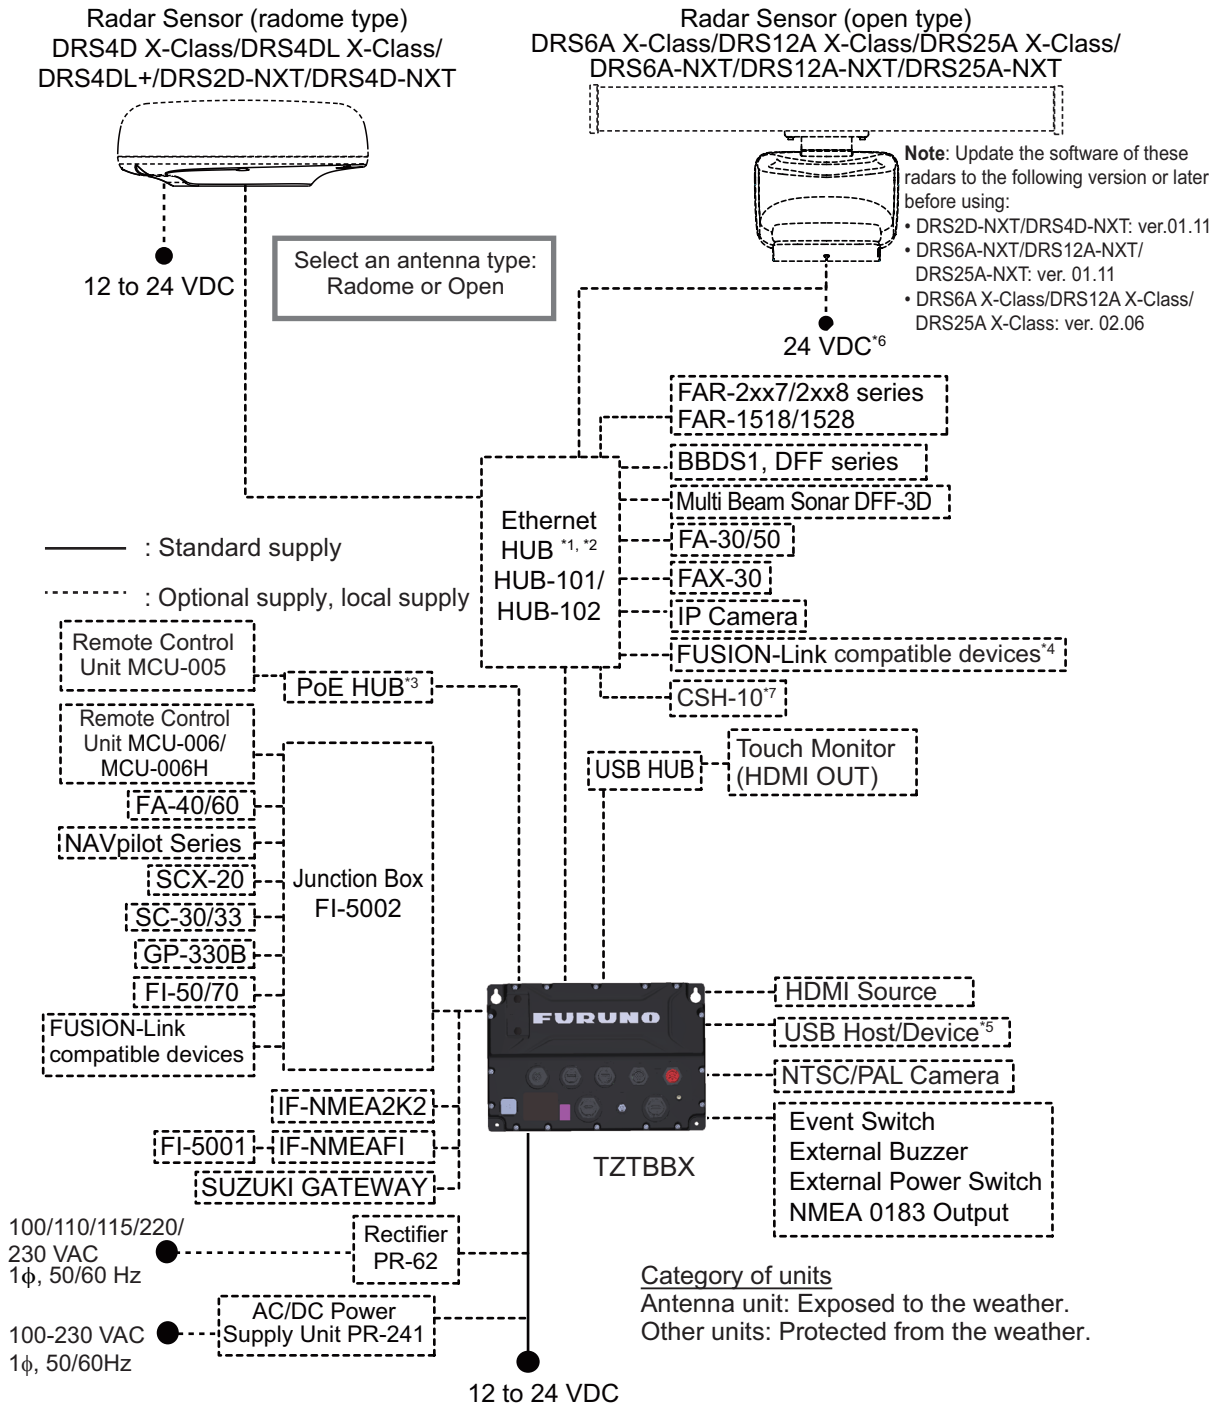 Radar Sensor (radome type)
DRS4D X-Class/DRS4DL X-Class/
DRS4DL+/DRS2D-NXT/DRS4D-NXT
Radar Sensor (open type)
DRS6A X-Class/DRS12A X-Class/DRS25A X-Class/
DRS6A-NXT/DRS12A-NXT/DRS25A-NXT
Note: Update the software of these
radars to the following version or later
before using:
• DRS2D-NXT/DRS4D-NXT: ver.01.11
• DRS6A-NXT/DRS12A-NXT/
DRS25A-NXT: ver. 01.11
• DRS6A X-Class/DRS12A X-Class/
DRS25A X-Class: ver. 02.06
12 to 24 VDC
Select an antenna type:
Radome or Open
24 VDC*6
FAR-2xx7/2xx8 series
FAR-1518/1528
BBDS1, DFF series
Multi Beam Sonar DFF-3D
FA-30/50
FAX-30
IP Camera
FUSION-Link compatible devices*4
CSH-10*7
Ethernet
HUB *1, *2
HUB-101/
HUB-102
: Standard supply
: Optional supply, local supply
Remote Control
Unit MCU-005
PoE HUB*3
Remote Control
Unit MCU-006/
MCU-006H
FA-40/60
NAVpilot Series
SCX-20
SC-30/33
GP-330B
FI-50/70
FUSION-Link
compatible devices
Junction Box
FI-5002
USB HUB
Touch Monitor
(HDMI OUT)
FURUNO
TZTBBX
HDMI Source
USB Host/Device*5
NTSC/PAL Camera
Event Switch
External Buzzer
External Power Switch
NMEA 0183 Output
IF-NMEA2K2
FI-5001
IF-NMEAFI
SUZUKI GATEWAY
100/110/115/220/
230 VAC
1ϕ, 50/60 Hz
Rectifier
PR-62
100-230 VAC
1ϕ, 50/60Hz
AC/DC Power
Supply Unit PR-241
12 to 24 VDC
Category of units
Antenna unit: Exposed to the weather.
Other units: Protected from the weather.